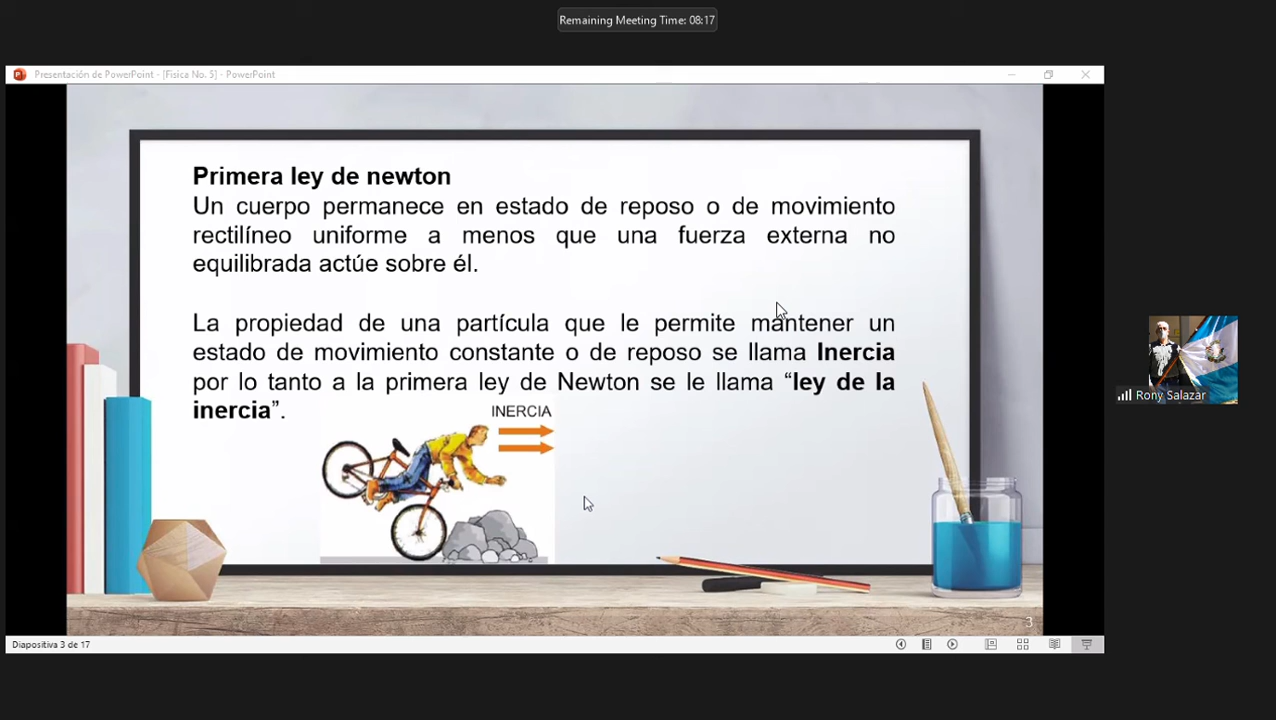 Remaining Meeting Time: 08:17
Presentación de PowerPoint - [Fisica No. 5] - PowerPoint
Primera ley de newton
Un cuerpo permanece en estado de reposo o de movimiento
rectilíneo uniforme a menos que una fuerza externa no
equilibrada actúe sobre él.
La propiedad de una partícula que le permite mantener un
estado de movimiento constante o de reposo se llama Inercia
por lo tanto a la primera ley de Newton se le llama “ley de la
inercia”.
INERCIA
Rony Salazar
3
Diapositiva 3 de 17